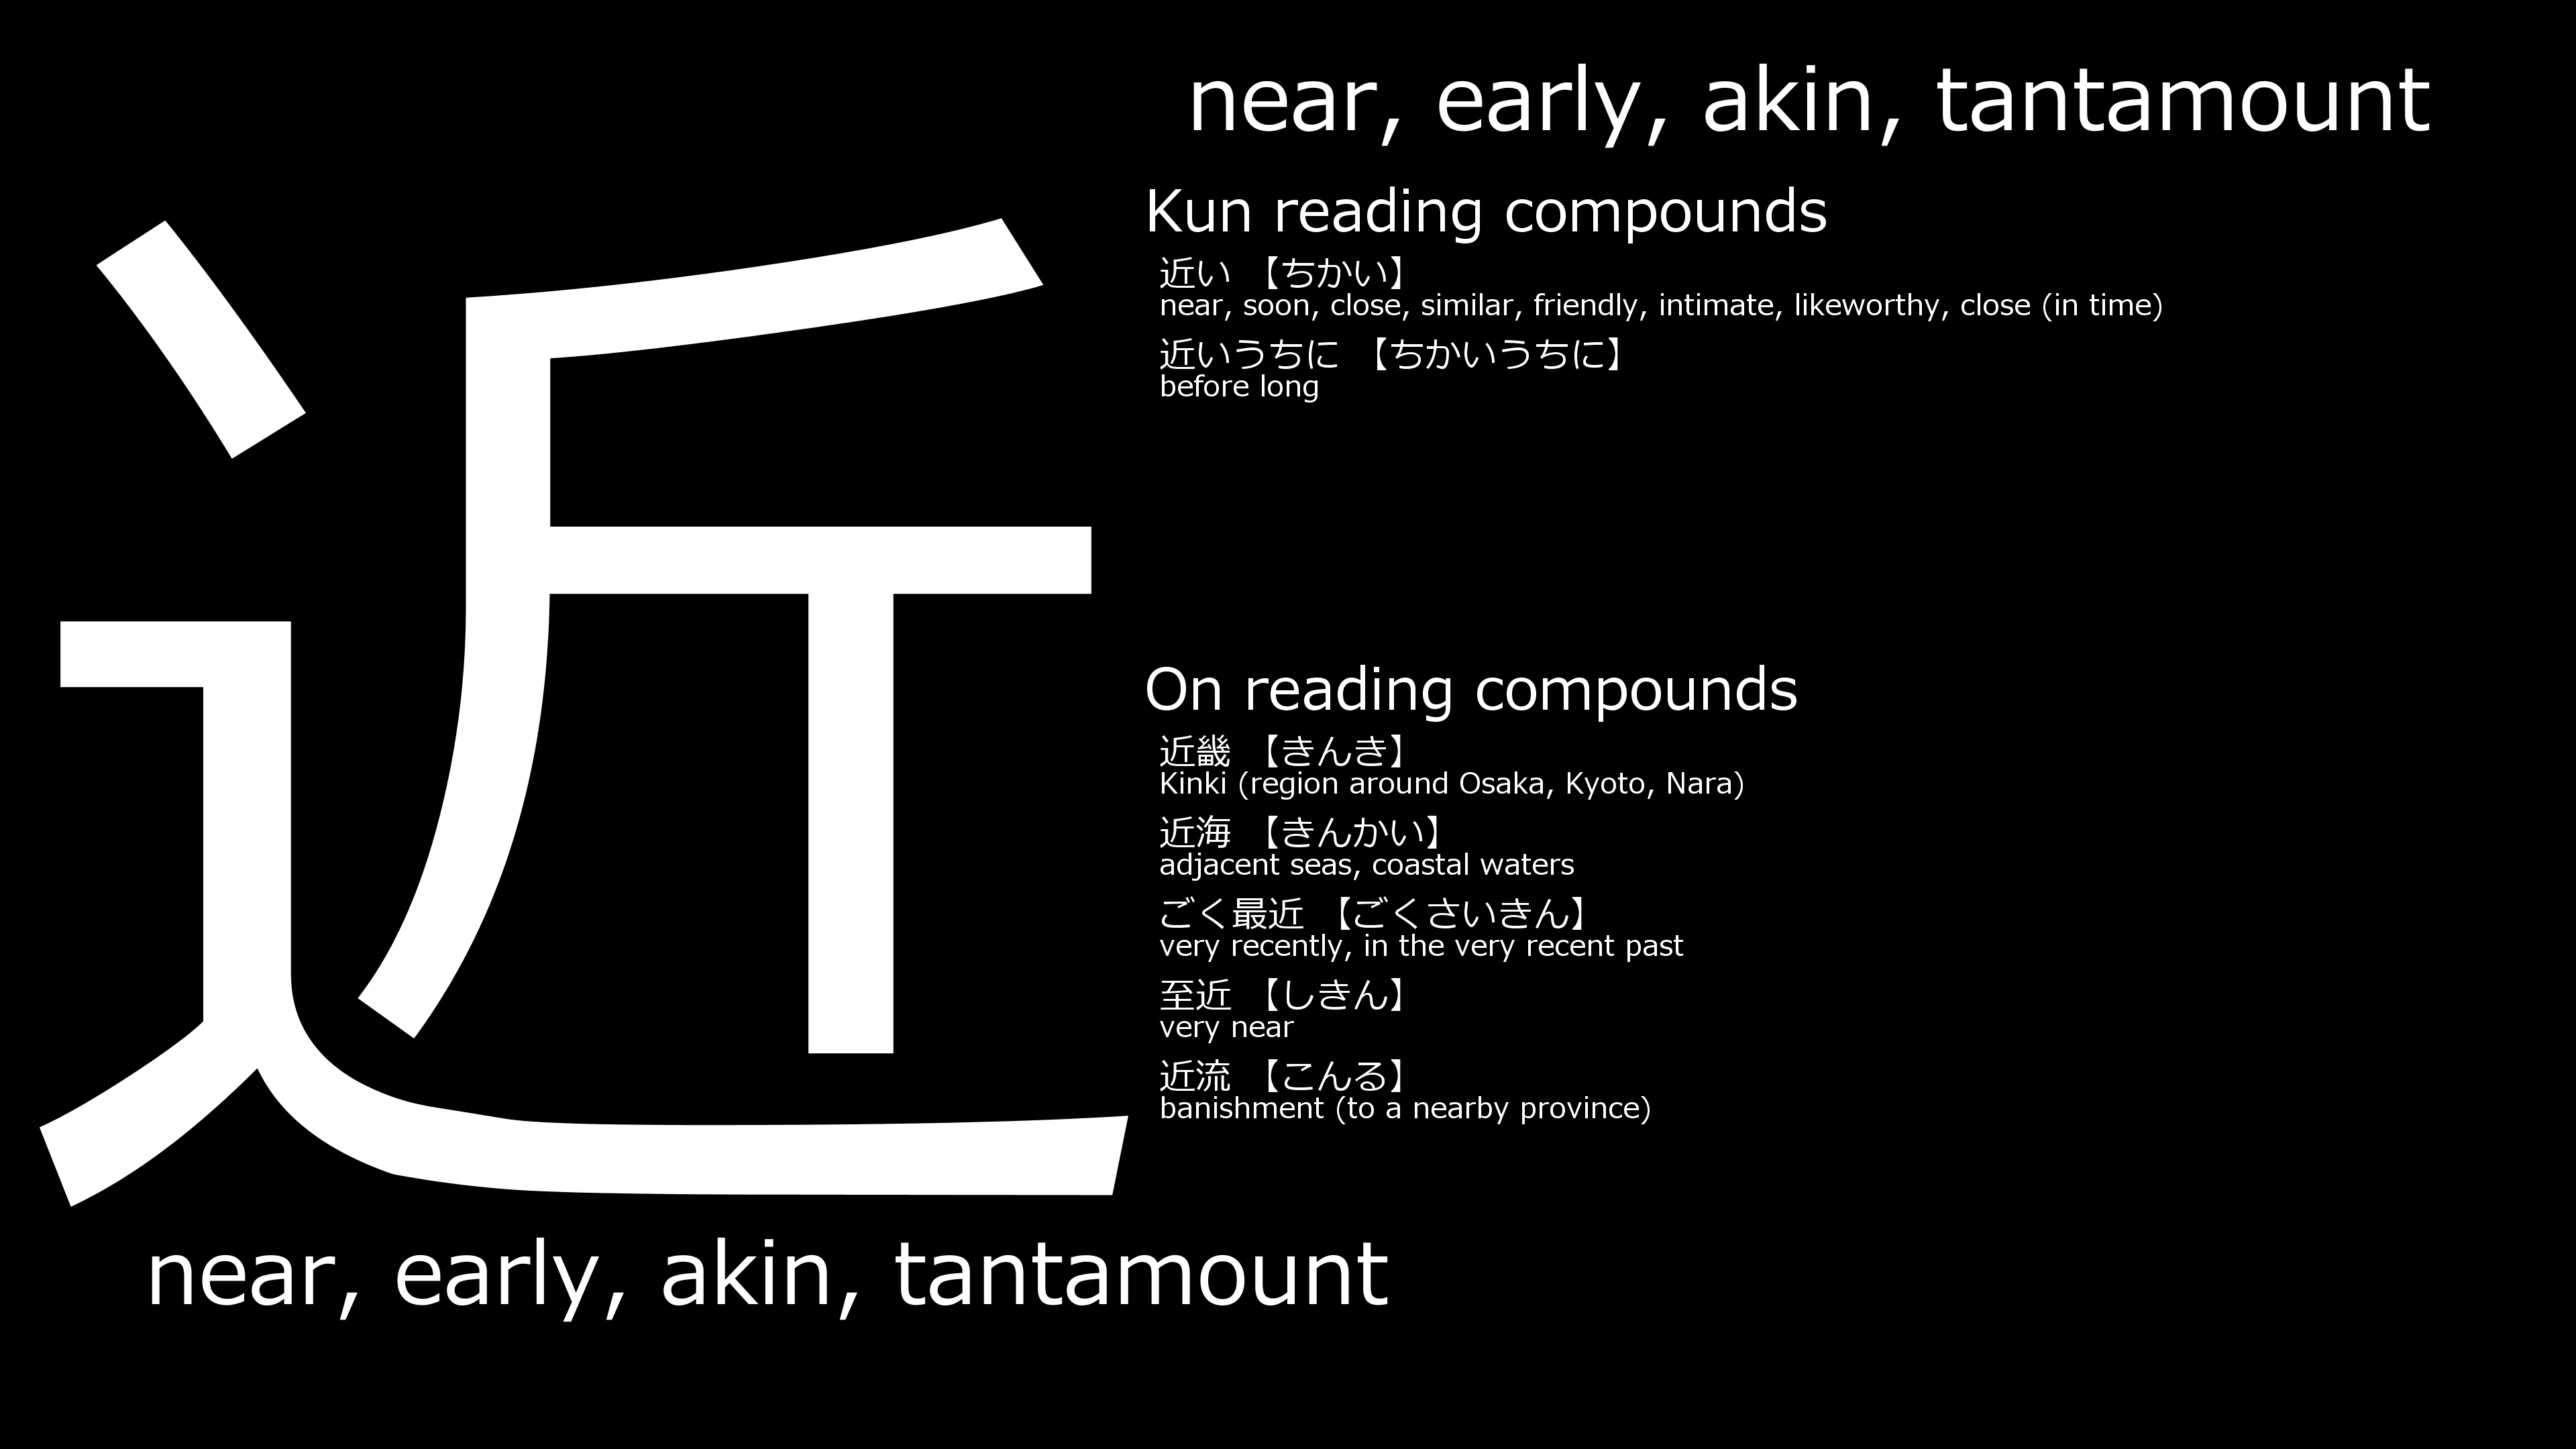 近
near, early, akin, tantamount
near, early, akin, tantamount
Kun reading compounds
近い 【ちかい】
near, soon, close, similar, friendly, intimate, likeworthy, close (in time)
近いうちに 【ちかいうちに】
before long
On reading compounds
近畿 【きんき】
Kinki (region around Osaka, Kyoto, Nara)
近海 【きんかい】
adjacent seas, coastal waters
ごく最近 【ごくさいきん】
very recently, in the very recent past
至近 【しきん】
very near
近流 【こんる】
banishment (to a nearby province)